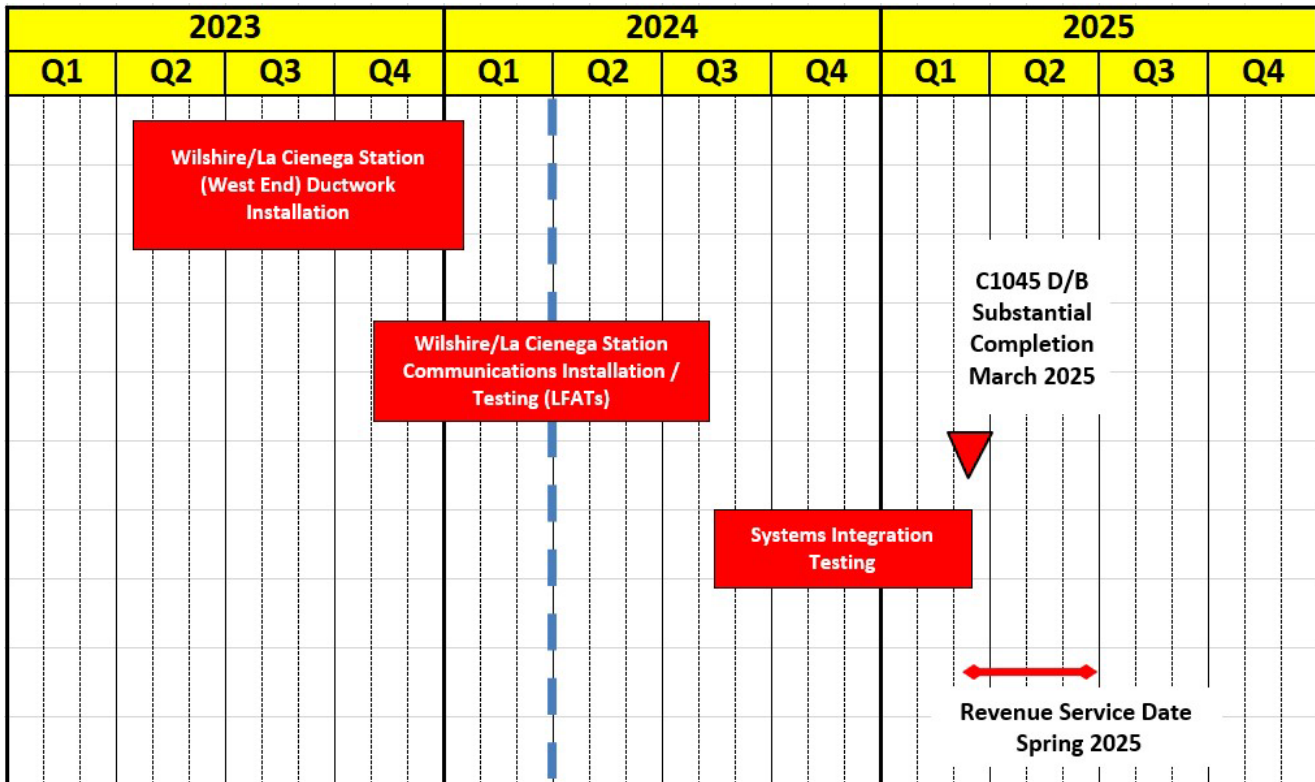 2023 2024 2025
Q1 Q2 Q3 Q4 Q1 Q2 Q3 Q4 Q1 Q2 Q3 Q4
Wilshire/La Cienega Station
(West End) Ductwork
Installation
C1045 D/B
Substantial
Completion
March 2025
Wilshire/La Cienega Station
Communications Installation /
Testing (LFATs)
Systems Integration
Testing
Revenue Service Date
Spring 2025